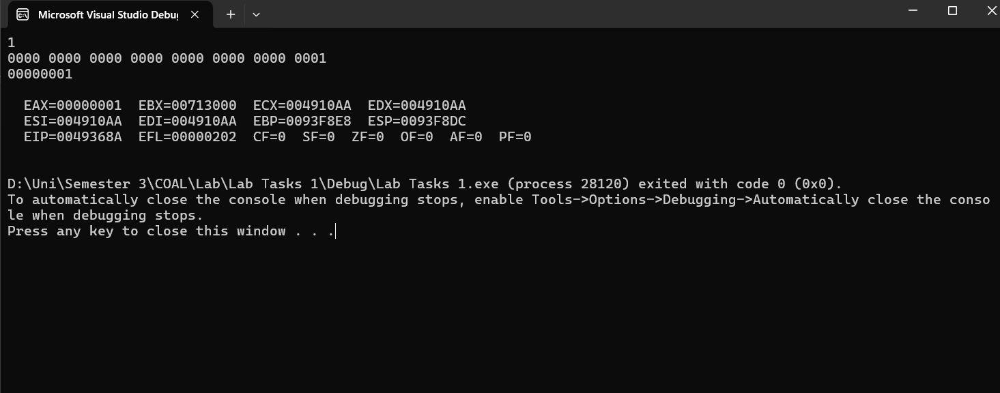 Microsoft Visual Studio Debug
1
0000 0000 0000 0000 0000 0000 0000 0001
00000001
EAX=00000001  EBX=00713000  ECX=004910AA  EDX=004910AA
ESI=004910AA  EDI=004910AA  EBP=0093F8E8  ESP=0093F8DC
EIP=0049368A  EFL=00000202  CF=0  SF=0  ZF=0  OF=0  AF=0  PF=0
D:\Uni\Semester 3\COAL\Lab\Lab Tasks 1\Debug\Lab Tasks 1.exe (process 28120) exited with code 0 (0x0).
To automatically close the console when debugging stops, enable Tools->Options->Debugging->Automatically close the conso
le when debugging stops.
Press any key to close this window . . .